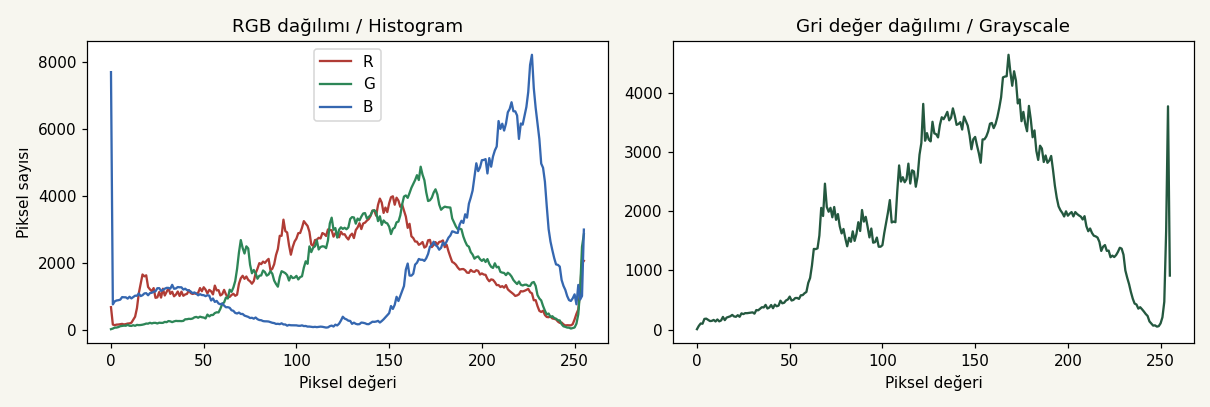 RGB dağılımı / Histogram
Piksel sayısı
8000
6000
4000
2000
0
R
G
B
0
50
100
150
200
250
Piksel değeri
Gri değer dağılımı / Grayscale
4000
3000
2000
1000
0
0
50
100
150
200
250
Piksel değeri